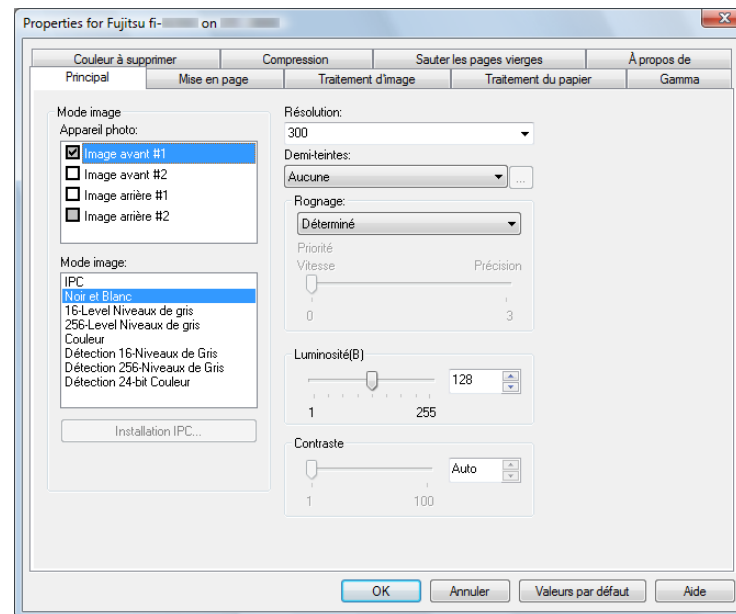 Properties for Fujitsu fi- on
Couleur à supprimer Compression Sauter les pages vierges À propos de
Principal Mise en page Traitement d'image Traitement du papier Gamma
Mode image
Appareil photo:
Image avant #1
Image avant #2
Image arrière #1
Image arrière #2
Mode image:
IPC
Noir et Blanc
16-Level Niveaux de gris
256-Level Niveaux de gris
Couleur
Détection 16-Niveaux de Gris
Détection 256-Niveaux de Gris
Détection 24-bit Couleur
Installation IPC...
Résolution:
300
Demi-teintes:
Aucune ...
Rognage:
Déterminé
Priorité
Vitesse Précision
0 3
Luminosité(B)
128
1 255
Contraste
Auto
1 100
OK Annuler Valeurs par défaut Aide